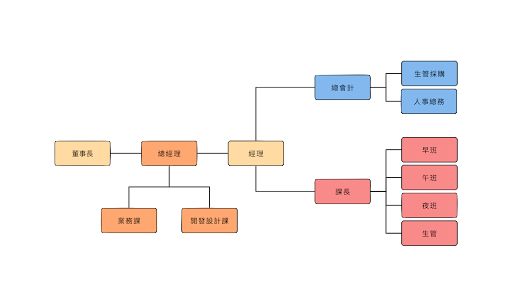 董事長
總經理
經理
業務課
開發設計課
總會計
生管採購
人事總務
課長
早班
午班
夜班
生管